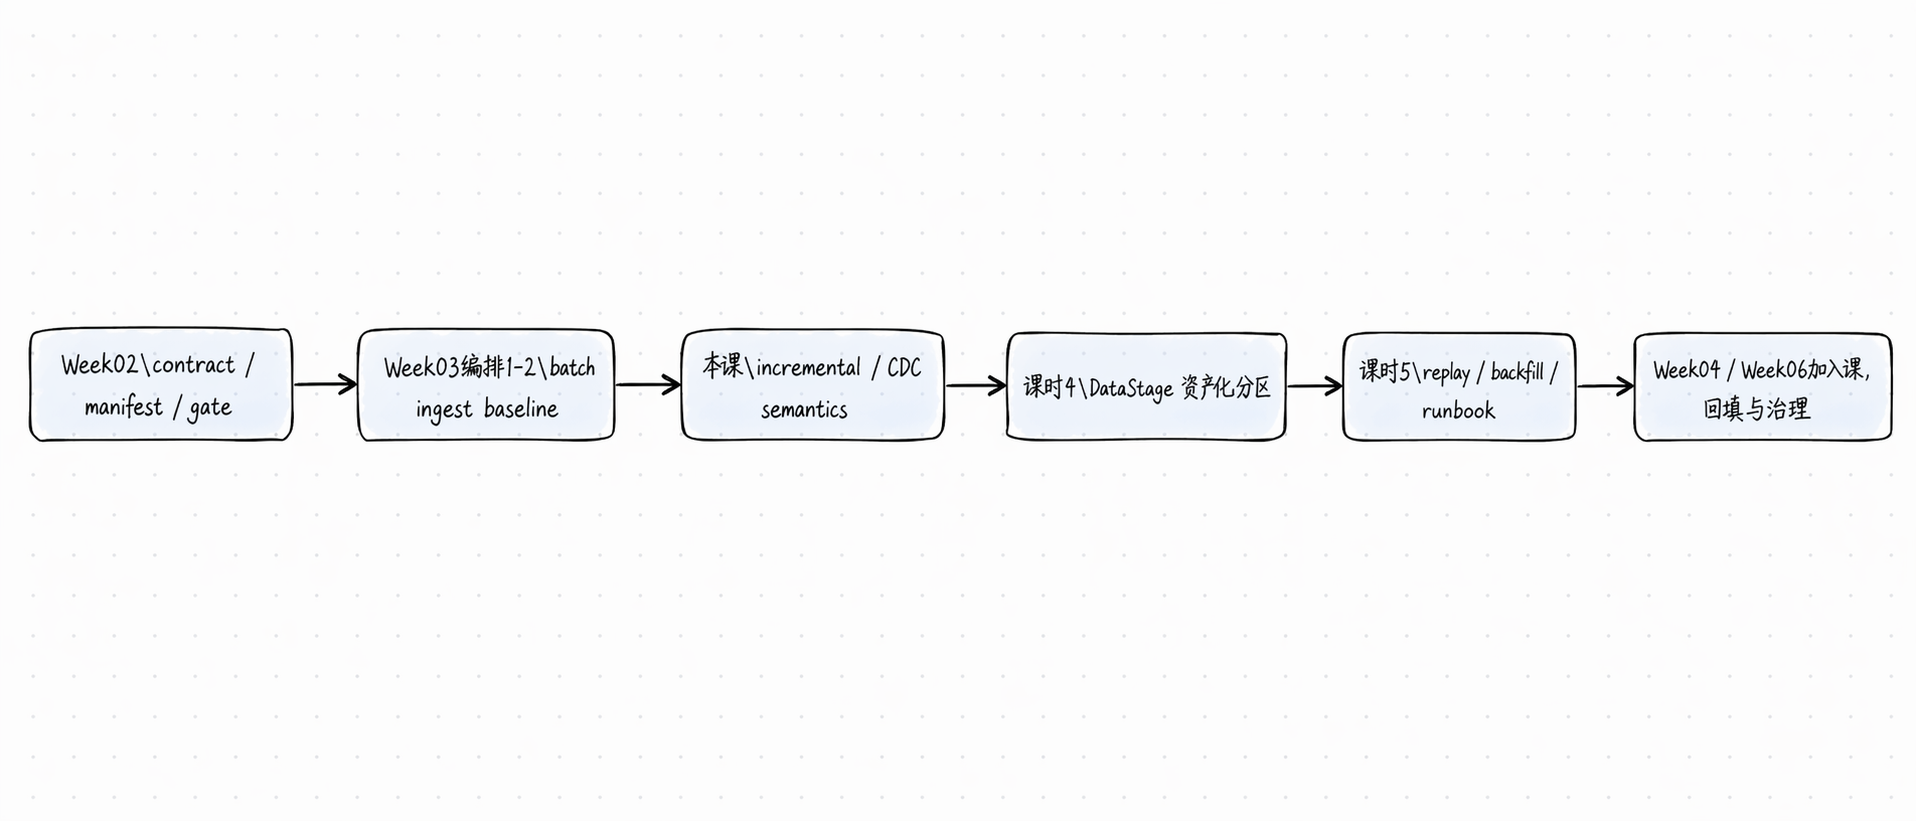 Week02\contract /
manifest / gate
Week03编排1-2\batch
ingest baseline
本课\incremental / CDC
semantics
课时4\DataStage 资产化分区
课时5\replay / backfill /
runbook
Week04 / Week06加入课,
回填与治理